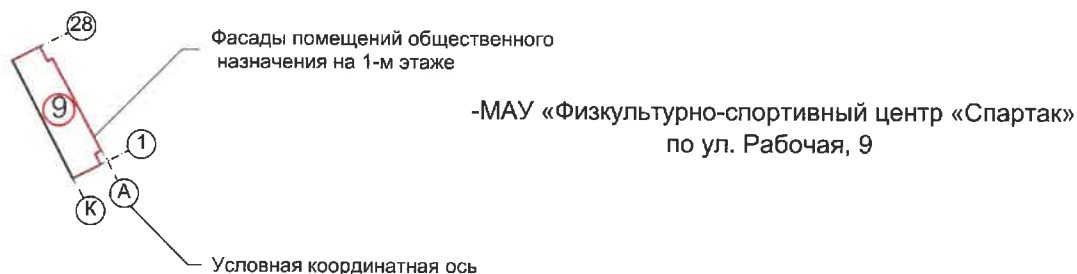 28
Фасады помещений общественного
назначения на 1-м этаже
9
-МАУ «Физкультурно-спортивный центр «Спартак»
по ул. Рабочая, 9
1
А
К
Условная координатная ось